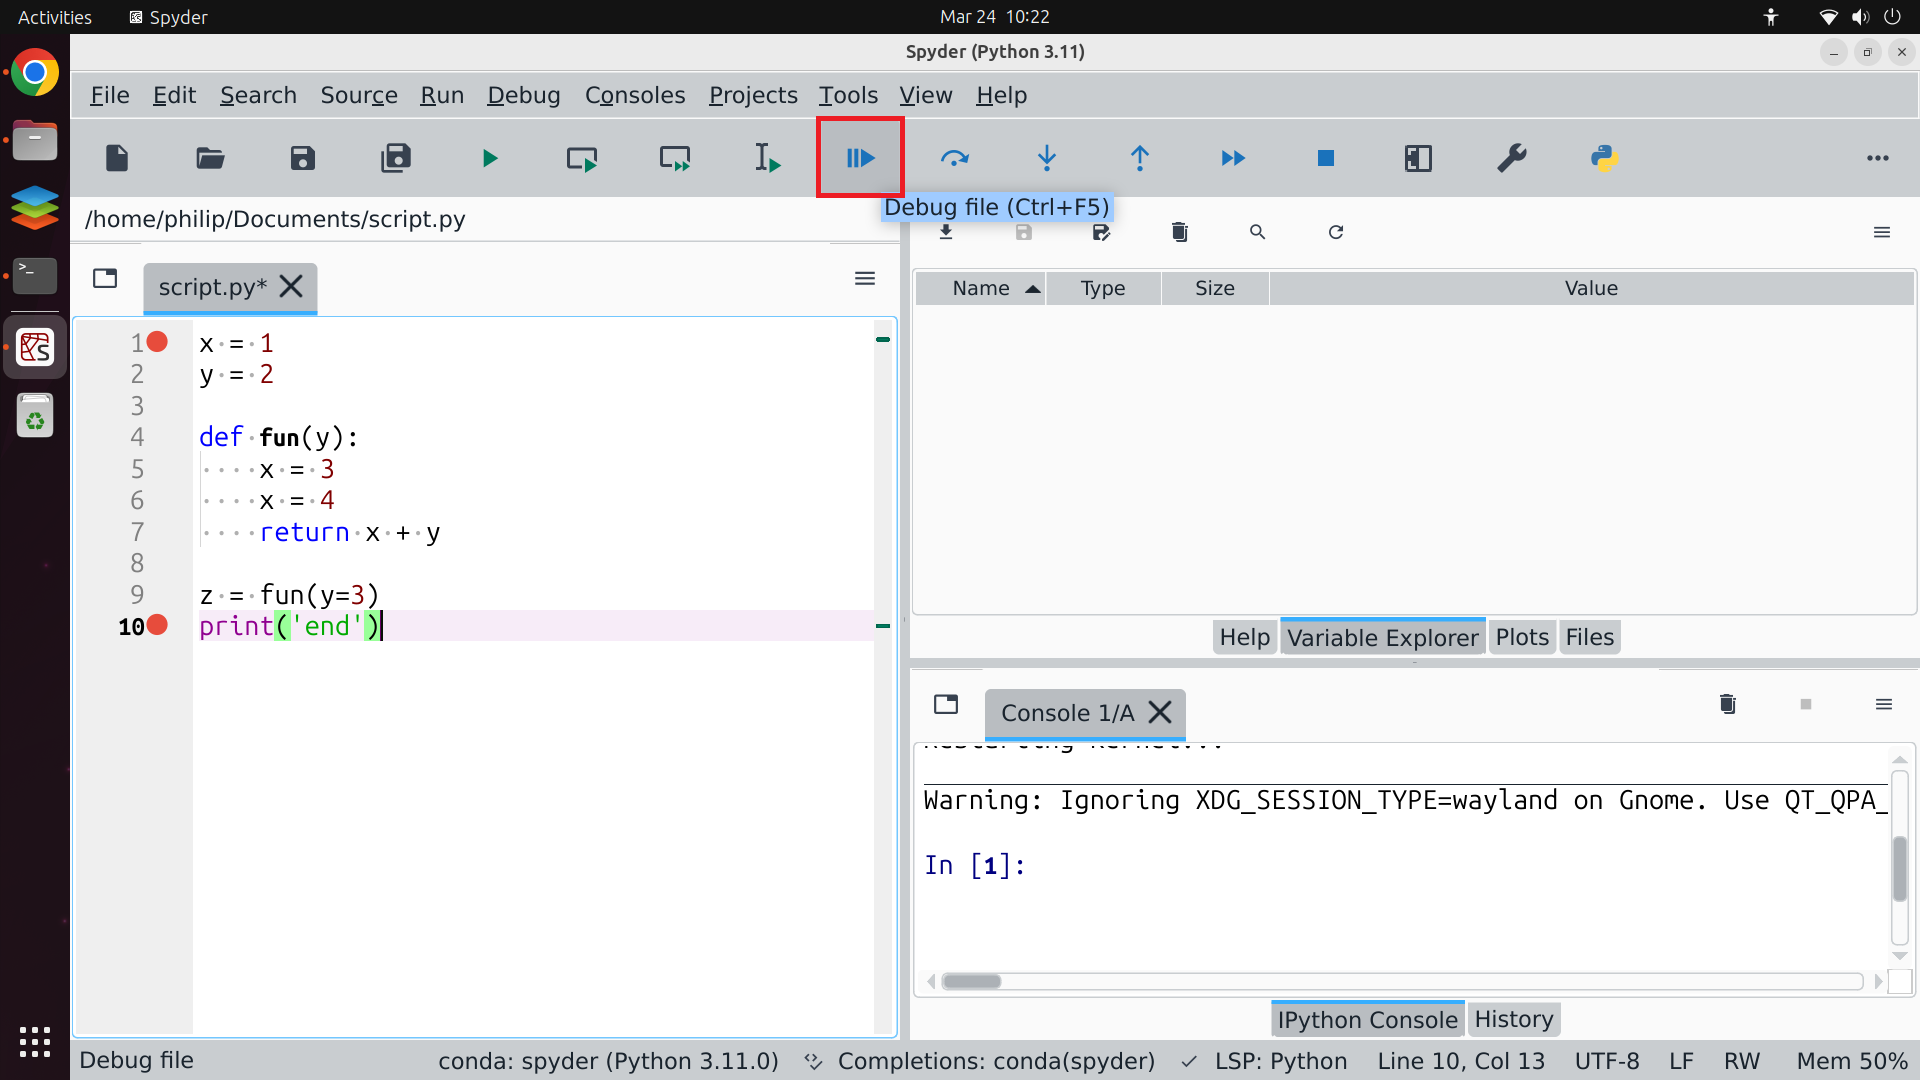 Activities Spyder Mar 24 10:22
Spyder (Python 3.11)
File Edit Search Source Run Debug Consoles Projects Tools View Help
Debug file (Ctrl+F5)
/home/philip/Documents/script.py
script.py*
1 x = 1
2 y = 2
3
4 def fun(y):
5 x = 3
6 x = 4
7 return x + y
8
9 z = fun(y=3)
10 print('end')
Name Type Size Value
Help Variable Explorer Plots Files
Console 1/A
Restarting kernel...
Warning: Ignoring XDG_SESSION_TYPE=wayland on Gnome. Use QT_QPA_
In [1]:
IPython Console History
Debug file conda: spyder (Python 3.11.0) Completions: conda(spyder) LSP: Python Line 10, Col 13 UTF-8 LF RW Mem 50%